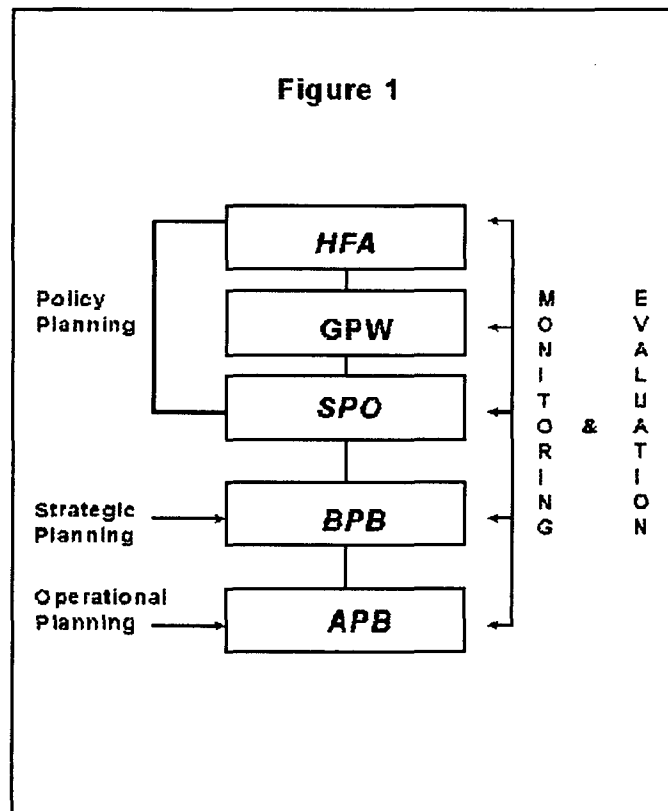 Figure 1
HFA
Policy
Planning
GPW
SPO
Strategic
Planning
BPB
Operational
Planning
APB
MONITORING
&
EVALUATION